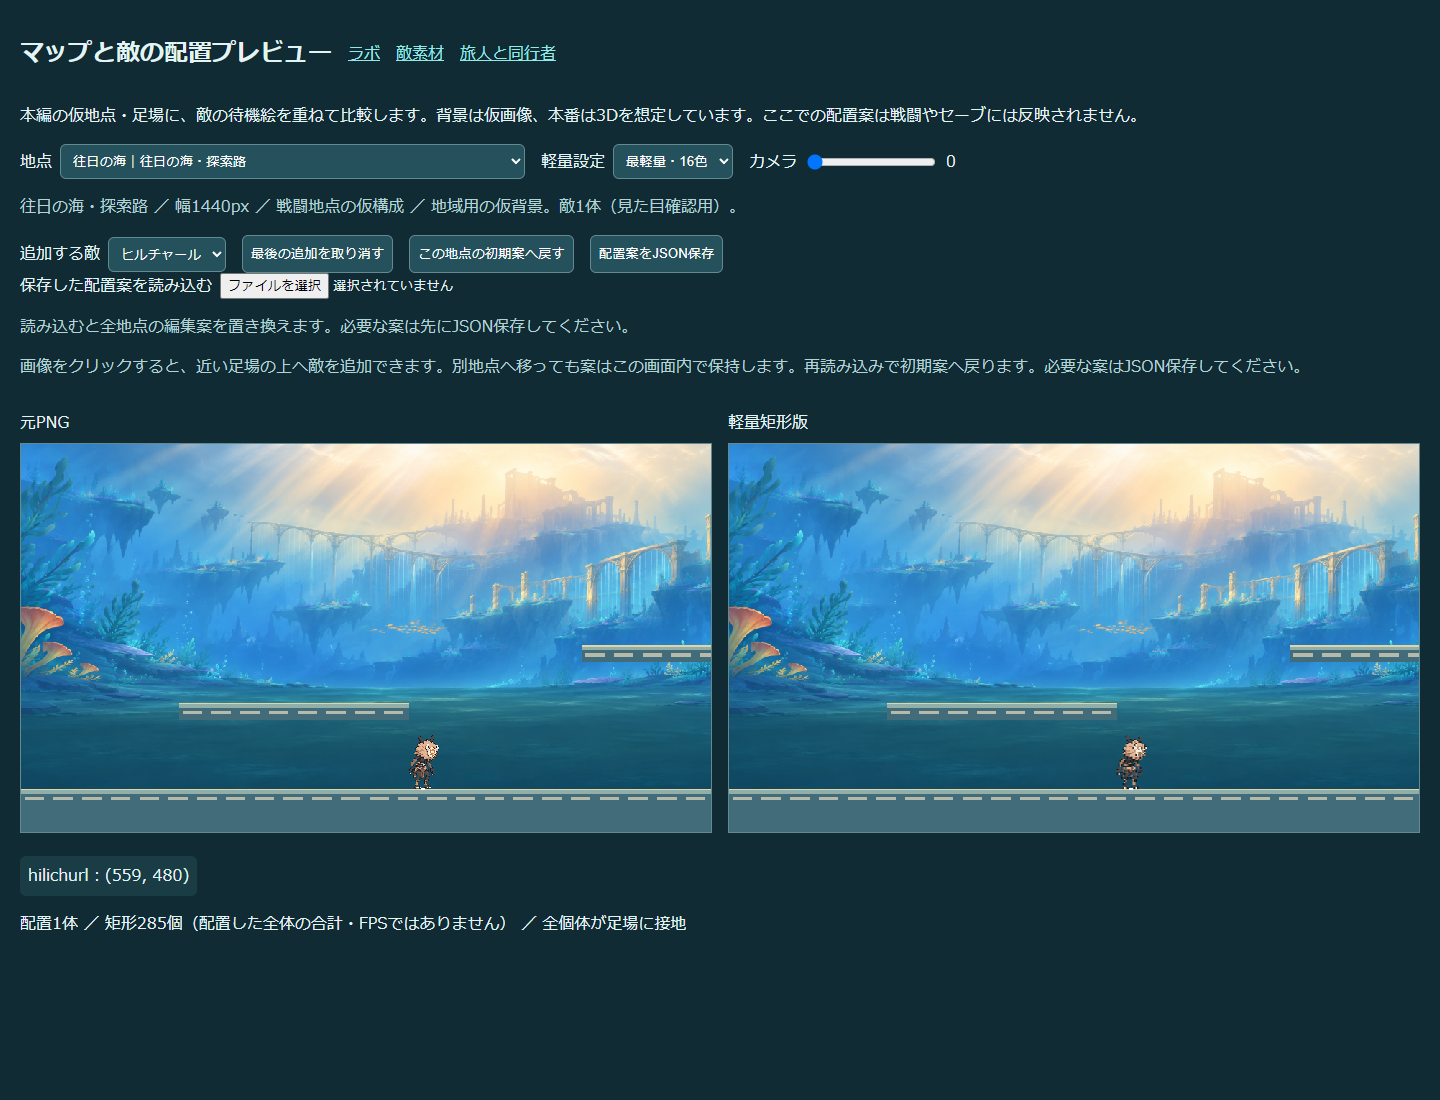 マップと敵の配置プレビュー ラボ 敵素材 旅人と同行者
本編の仮地点・足場に、敵の待機絵を重ねて比較します。背景は仮画像、本番は3Dを想定しています。ここでの配置案は戦闘やセーブには反映されません。
地点 往日の海｜往日の海・探索路 軽量設定 最軽量・16色 カメラ 0
往日の海・探索路 ／ 幅1440px ／ 戦闘地点の仮構成 ／ 地域用の仮背景。敵1体（見た目確認用）。
追加する敵 ヒルチャール 最後の追加を取り消す この地点の初期案へ戻す 配置案をJSON保存
保存した配置案を読み込む ファイルを選択 選択されていません
読み込むと全地点の編集案を置き換えます。必要な案は先にJSON保存してください。
画像をクリックすると、近い足場の上へ敵を追加できます。別地点へ移っても案はこの画面内で保持します。再読み込みで初期案へ戻ります。必要な案はJSON保存してください。
元PNG 軽量矩形版
hilichurl：(559, 480)
配置1体 ／ 矩形285個（配置した全体の合計・FPSではありません） ／ 全個体が足場に接地